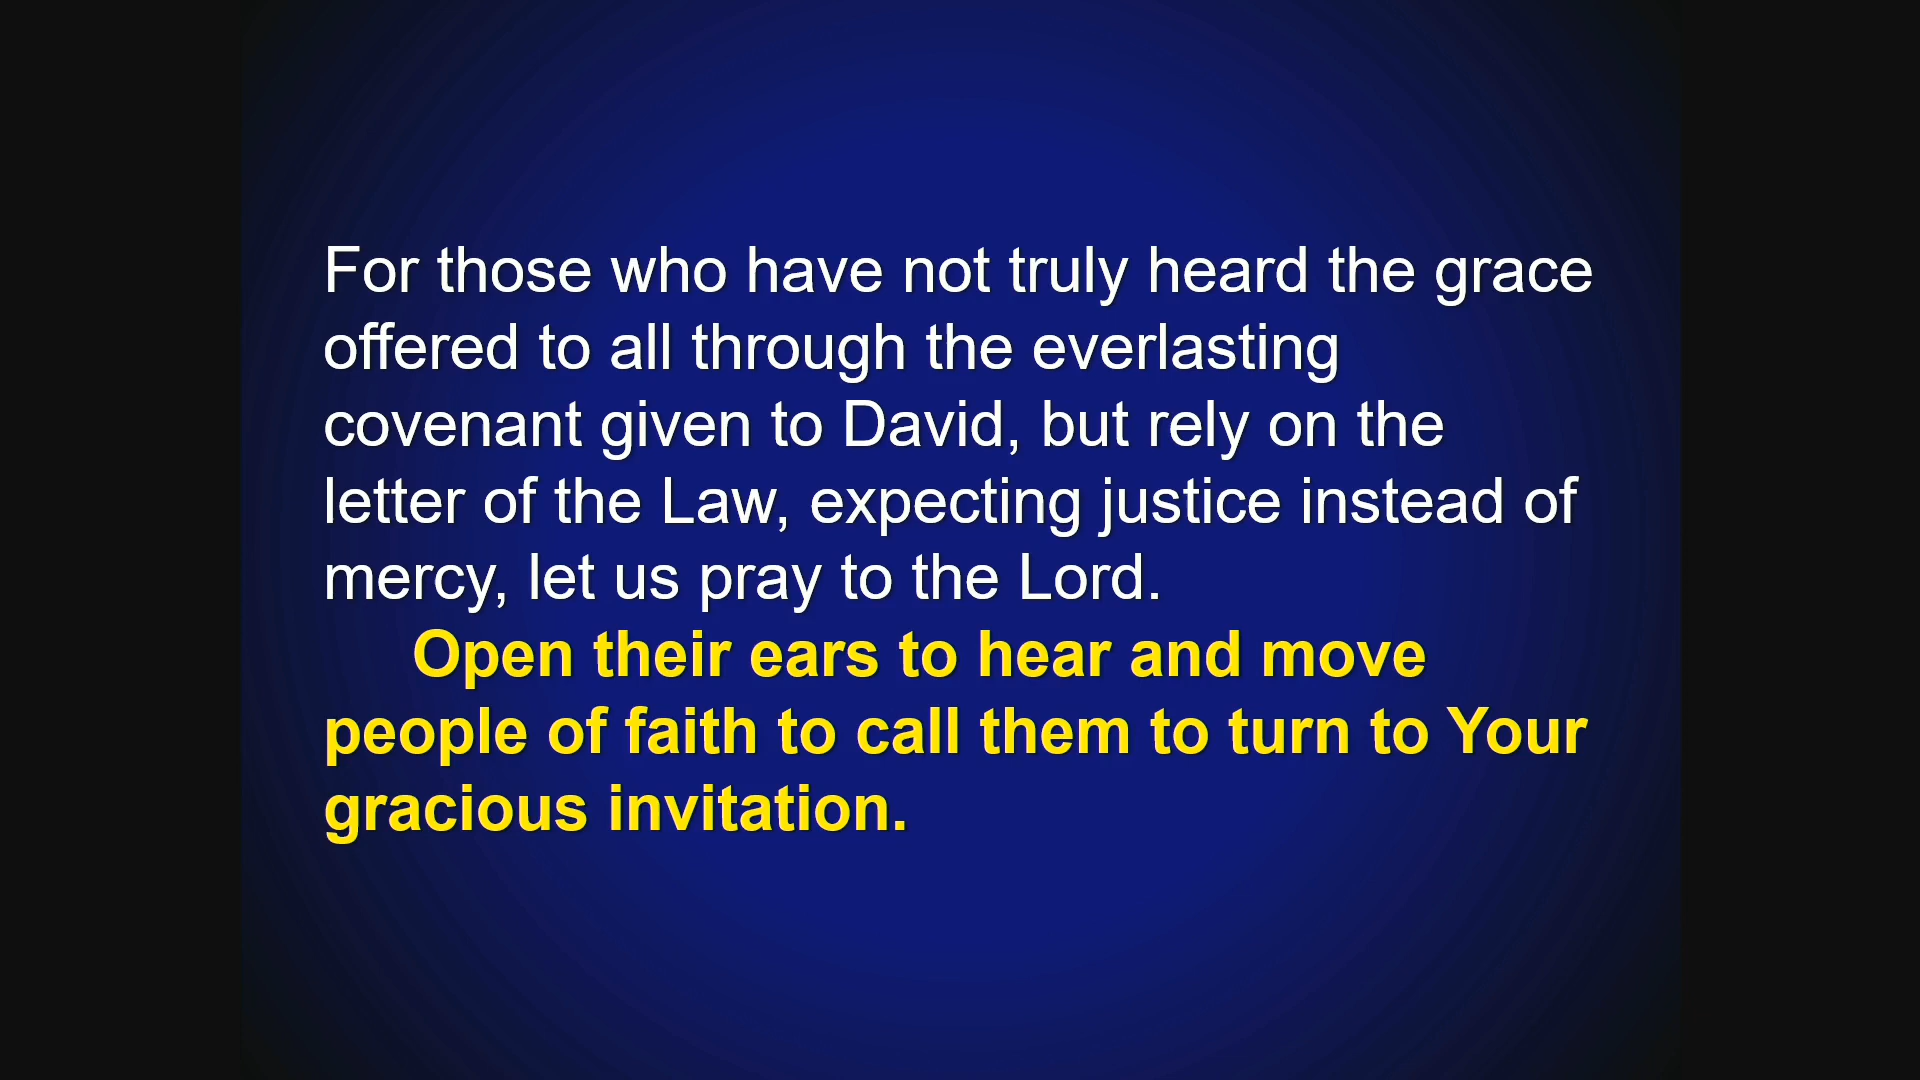 For those who have not truly heard the grace
offered to all through the everlasting
covenant given to David, but rely on the
letter of the Law, expecting justice instead of
mercy, let us pray to the Lord.
Open their ears to hear and move
people of faith to call them to turn to Your
gracious invitation.